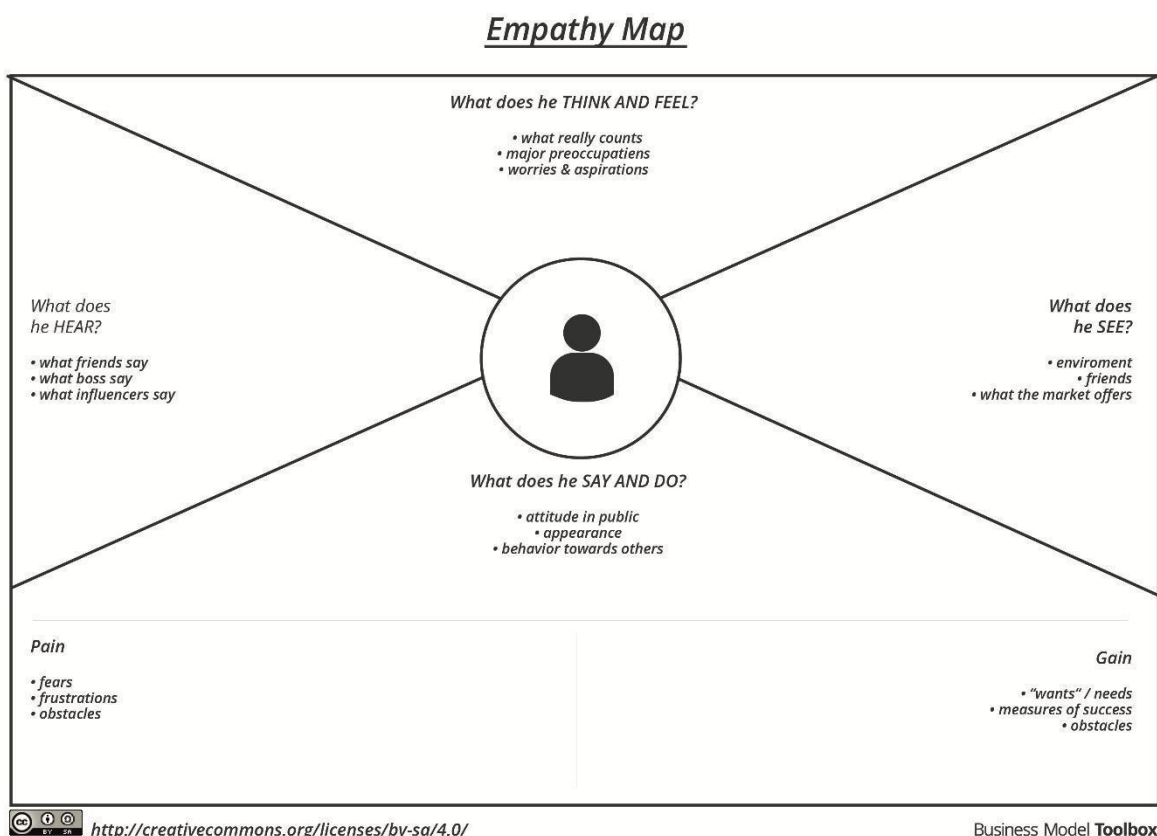 Empathy Map
What does he THINK AND FEEL?
• what really counts
• major preoccupatiens
• worries & aspirations
What does
he HEAR?
• what friends say
• what boss say
• what influencers say
What does
he SEE?
• enviroment
• friends
• what the market offers
What does he SAY AND DO?
• attitude in public
• appearance
• behavior towards others
Pain
• fears
• frustrations
• obstacles
Gain
• “wants“ / needs
• measures of success
• obstacles
cc BY SA http://creativecommons.org/licenses/by-sa/4.0/
Business Model Toolbox